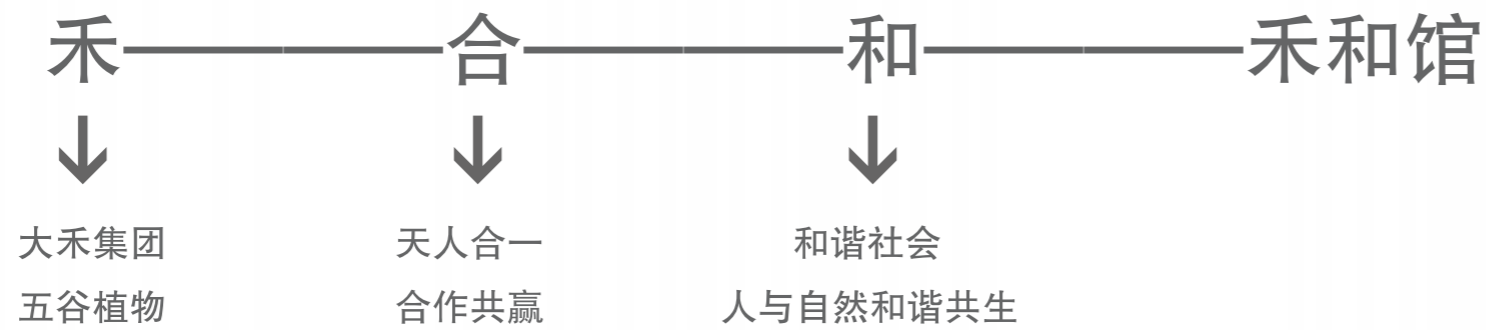 禾——合——和——禾和馆
大禾集团 天人合一 和谐社会
五谷植物 合作共赢 人与自然和谐共生